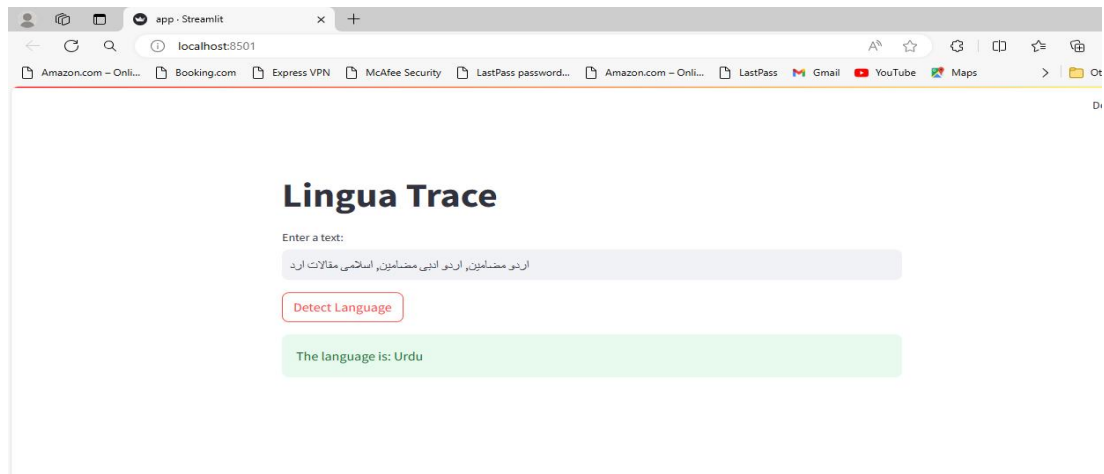 app · Streamlit
localhost:8501
Amazon.com – Onli... Booking.com Express VPN McAfee Security LastPass password... Amazon.com – Onli... LastPass Gmail YouTube Maps
Lingua Trace
Enter a text:
اردو مضامین, اردو ادبی مضامین, اسلامی مقالات ارد
Detect Language
The language is: Urdu